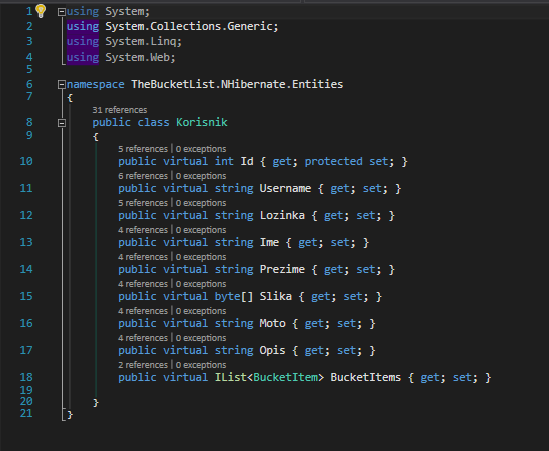 1 using System;
2 using System.Collections.Generic;
3 using System.Linq;
4 using System.Web;
5
6 namespace TheBucketList.NHibernate.Entities
7 {
31 references
8 public class Korisnik
9 {
5 references | 0 exceptions
10 public virtual int Id { get; protected set; }
6 references | 0 exceptions
11 public virtual string Username { get; set; }
5 references | 0 exceptions
12 public virtual string Lozinka { get; set; }
4 references | 0 exceptions
13 public virtual string Ime { get; set; }
4 references | 0 exceptions
14 public virtual string Prezime { get; set; }
4 references | 0 exceptions
15 public virtual byte[] Slika { get; set; }
4 references | 0 exceptions
16 public virtual string Moto { get; set; }
4 references | 0 exceptions
17 public virtual string Opis { get; set; }
2 references | 0 exceptions
18 public virtual IList<BucketItem> BucketItems { get; set; }
19
20 }
21 }